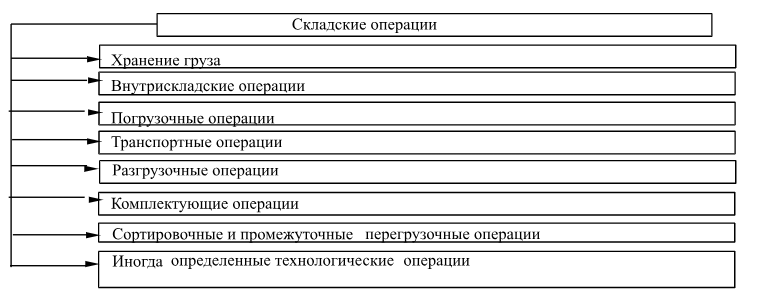 Складские операции
Хранение груза
Внутрискладские операции
Погрузочные операции
Транспортные операции
Разгрузочные операции
Комплектующие операции
Сортировочные и промежуточные перегрузочные операции
Иногда определенные технологические операции